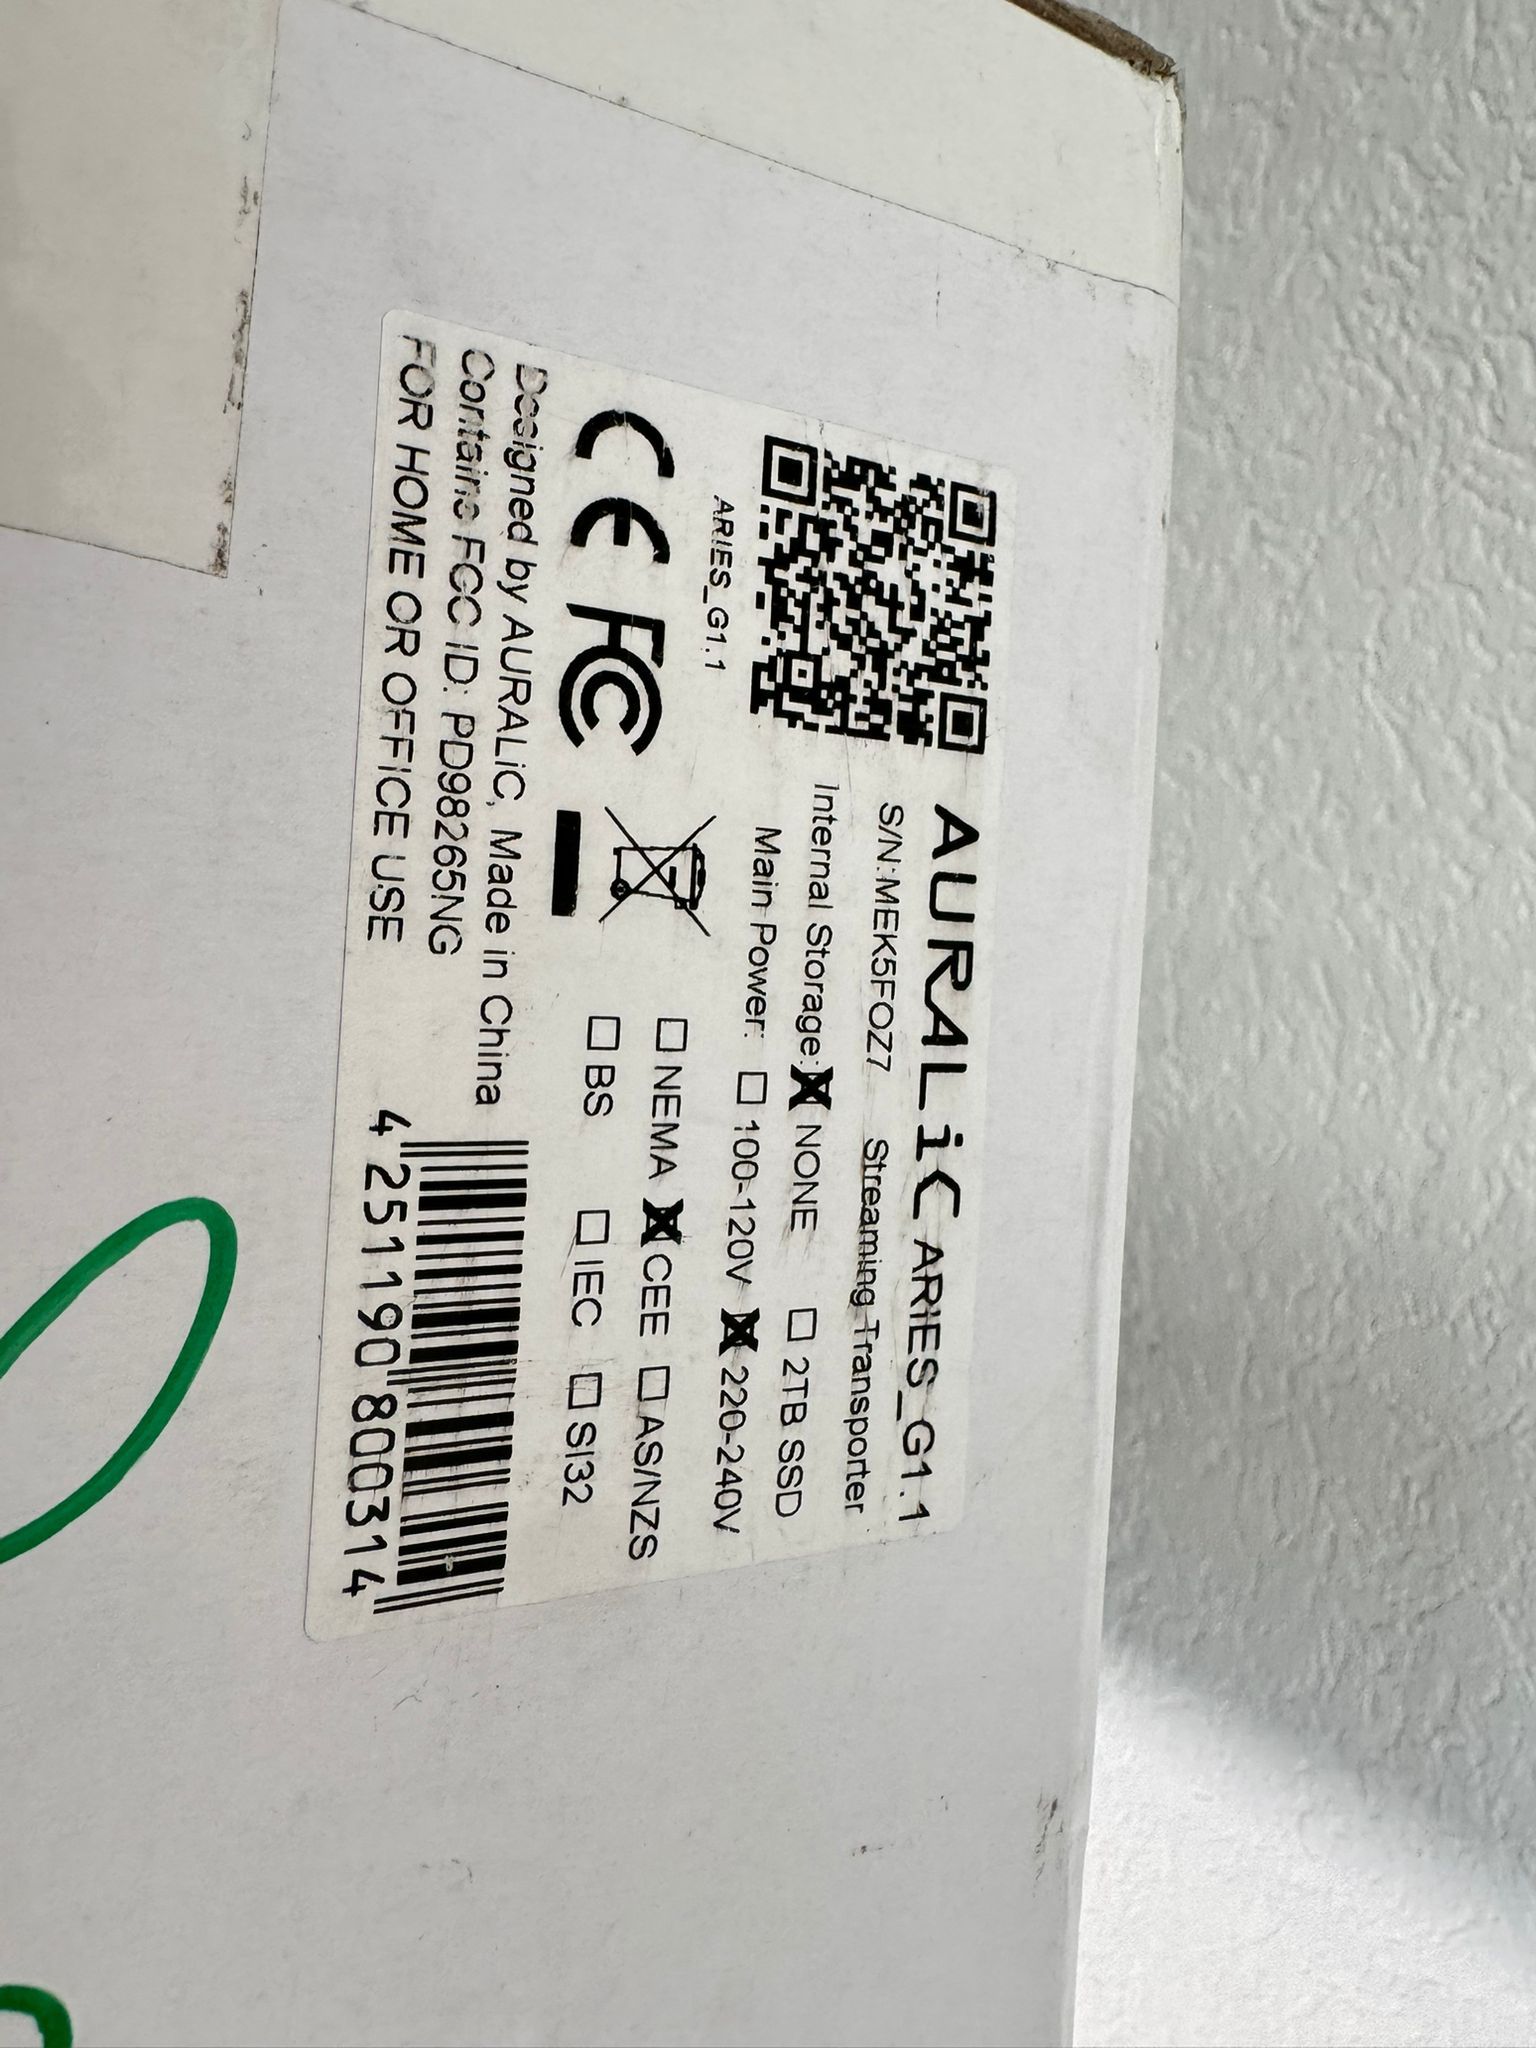 AURALiC ARIES_G1.1
S/N:MEK5FOZ7 Streaming Transporter
Internal Storage: NONE 2TB SSD
Main Power: 100-120V 220-240V
ARIES_G1.1
NEMA CEE AS/NZS
BS IEC SI32
CE FC
Designed by AURALiC, Made in China
Contains FCC ID: PD98265NG
FOR HOME OR OFFICE USE
4 251190 800314